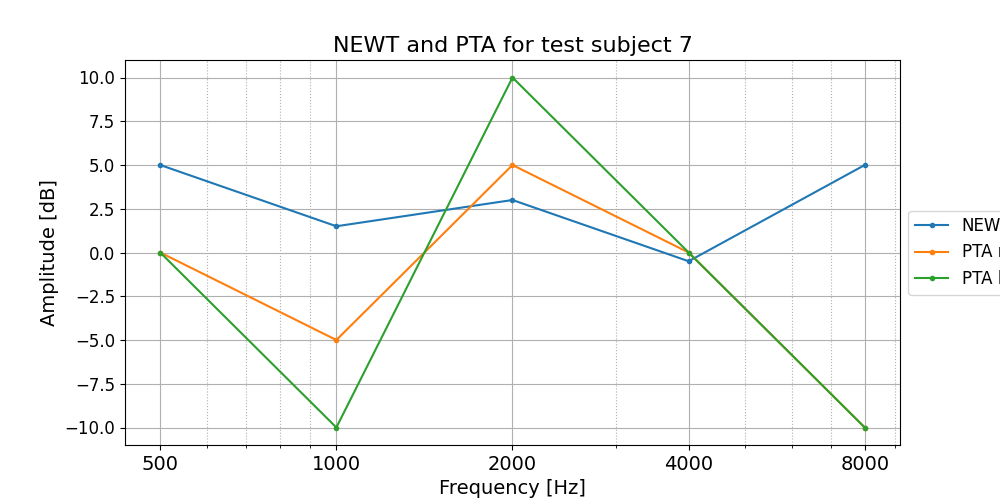 NEWT and PTA for test subject 7
10.0
7.5
5.0
2.5
0.0
−2.5
−5.0
−7.5
−10.0
Amplitude [dB]
500 1000 2000 4000 8000
Frequency [Hz]
NEW
PTA
PTA